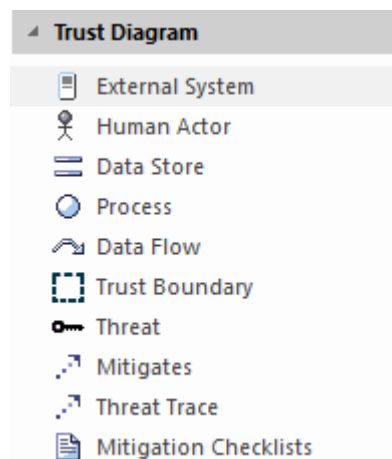 Trust Diagram
External System
Human Actor
Data Store
Process
Data Flow
Trust Boundary
Threat
Mitigates
Threat Trace
Mitigation Checklists